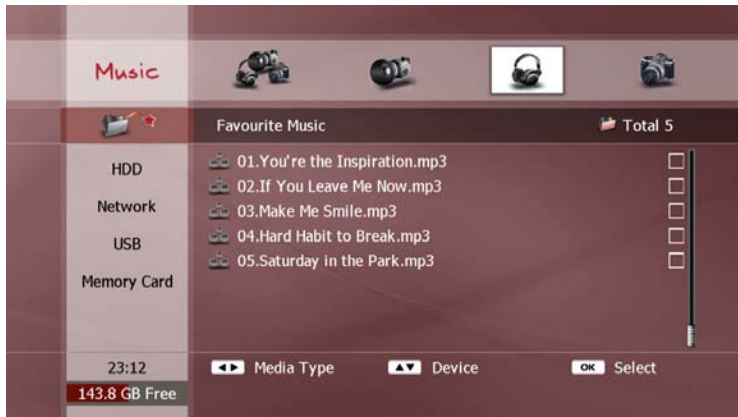 Music
Favourite Music
Total 5
HDD
Network
USB
Memory Card
01.You're the Inspiration.mp3
02.If You Leave Me Now.mp3
03.Make Me Smile.mp3
04.Hard Habit to Break.mp3
05.Saturday in the Park.mp3
23:12
143.8 GB Free
◄► Media Type
▲▼ Device
OK Select